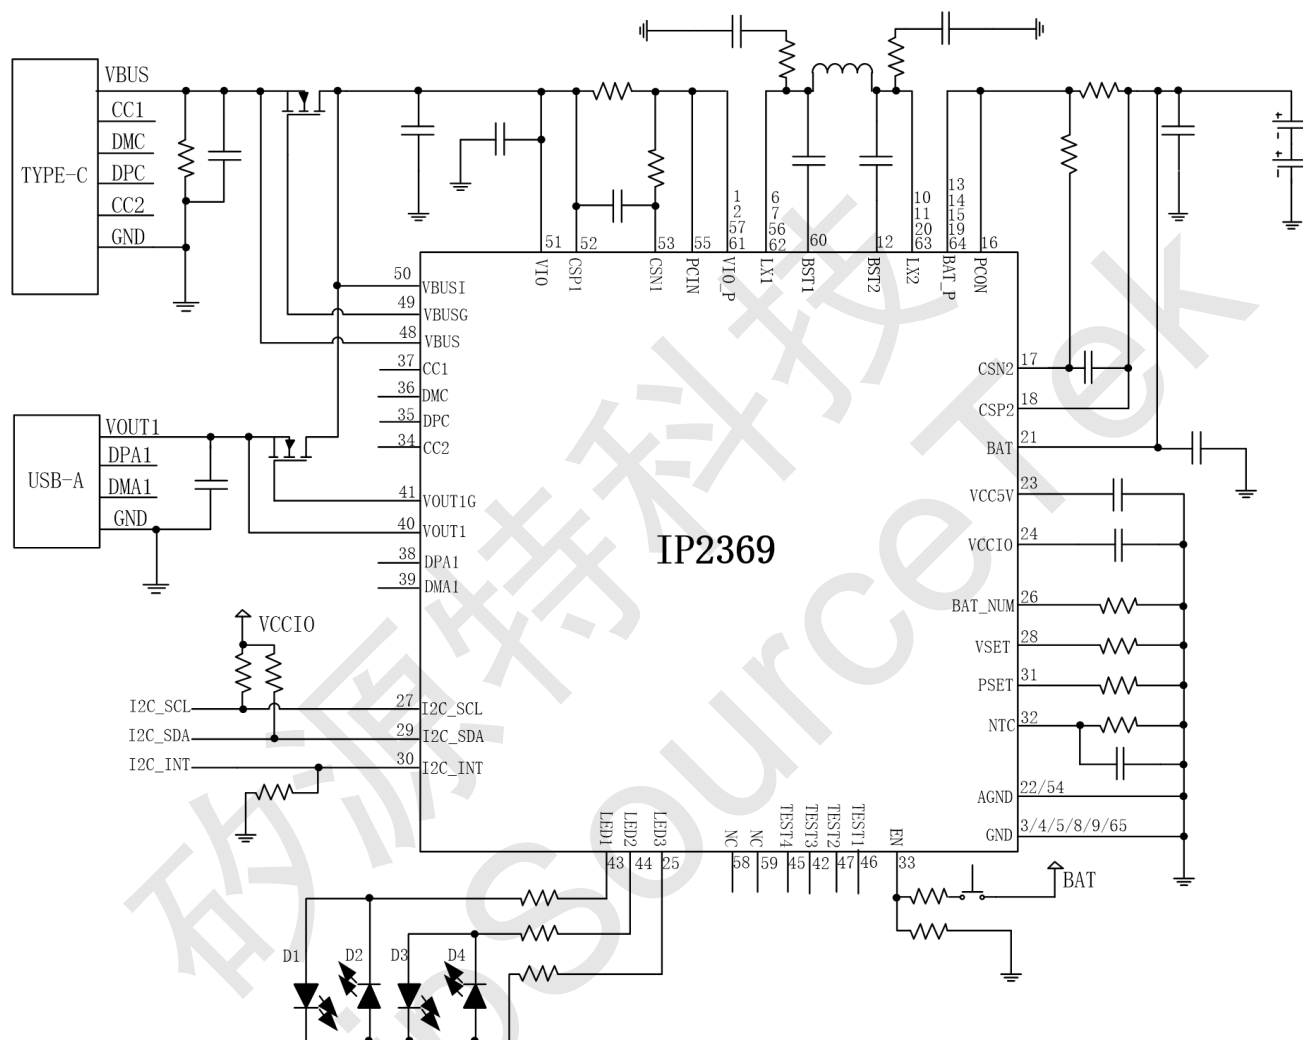 VBUS
CC1
DMC
DPC
CC2
GND
TYPE-C
VOUT1
DPA1
DMA1
GND
USB-A
VCCIO
I2C_SCL
I2C_SDA
I2C_INT
51 52 53 55
1
2
57
61
6
7
56
62
60
12
10
11
20
63
13
14
15
19
64
16
VIO CSP1 CSN1 PCIN VIO_P LX1 BST1 BST2 LX2 BAT_P PCON
50 VBUSI
49 VBUSG
48 VBUS
37 CC1
36 DMC
35 DPC
34 CC2
41 VOUT1G
40 VOUT1
38 DPA1
39 DMA1
27 I2C_SCL
29 I2C_SDA
30 I2C_INT
IP2369
CSN2 17
CSP2 18
BAT 21
VCC5V 23
VCCIO 24
BAT_NUM 26
VSET 28
PSET 31
NTC 32
AGND 22/54
GND 3/4/5/8/9/65
LED1 LED2 LED3 NC NC TEST4 TEST3 TEST2 TEST1 EN
43 44 25 58 59 45 42 47 46 33
BAT
D1 D2 D3 D4
+
-
+
-
矽源特科技
SourceTek